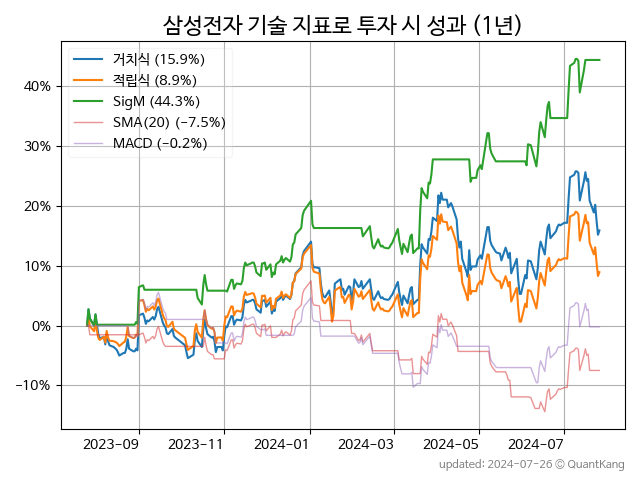 삼성전자 기술 지표로 투자 시 성과 (1년)
거치식 (15.9%)
적립식 (8.9%)
SigM (44.3%)
SMA(20) (−7.5%)
MACD (−0.2%)
40%
30%
20%
10%
0%
−10%
2023-09 2023-11 2024-01 2024-03 2024-05 2024-07
updated: 2024-07-26 © QuantKang